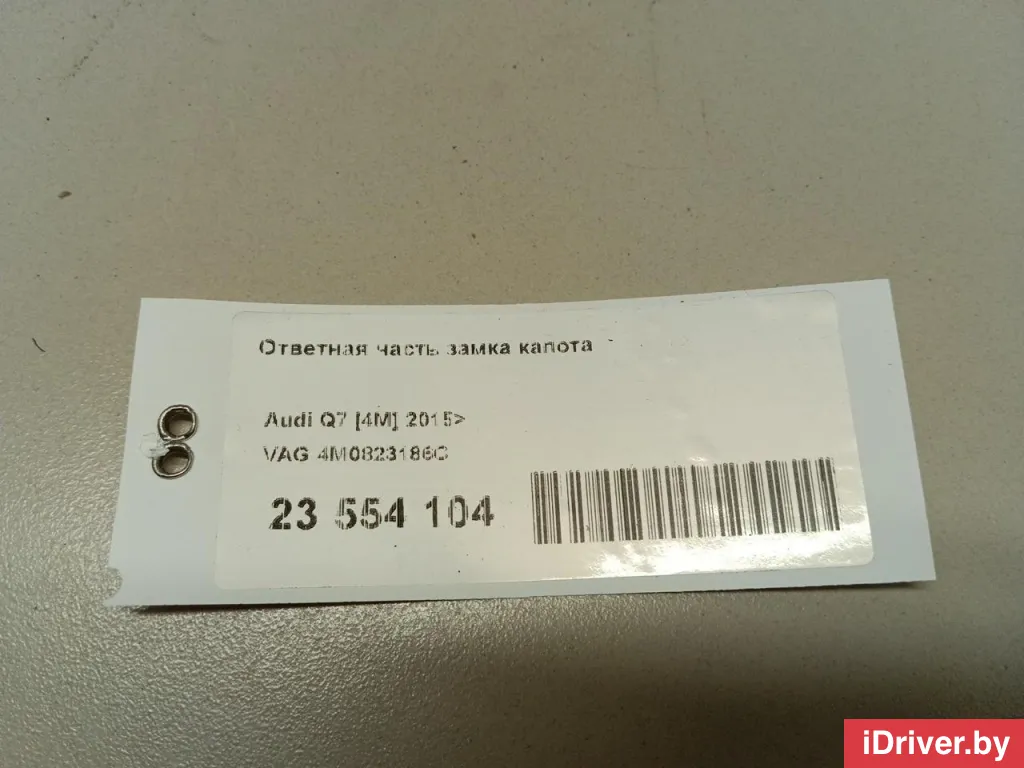 Ответная часть замка капота
Audi Q7 [4M] 2015>
VAG 4M0823186C
23 554 104
iDriver.by